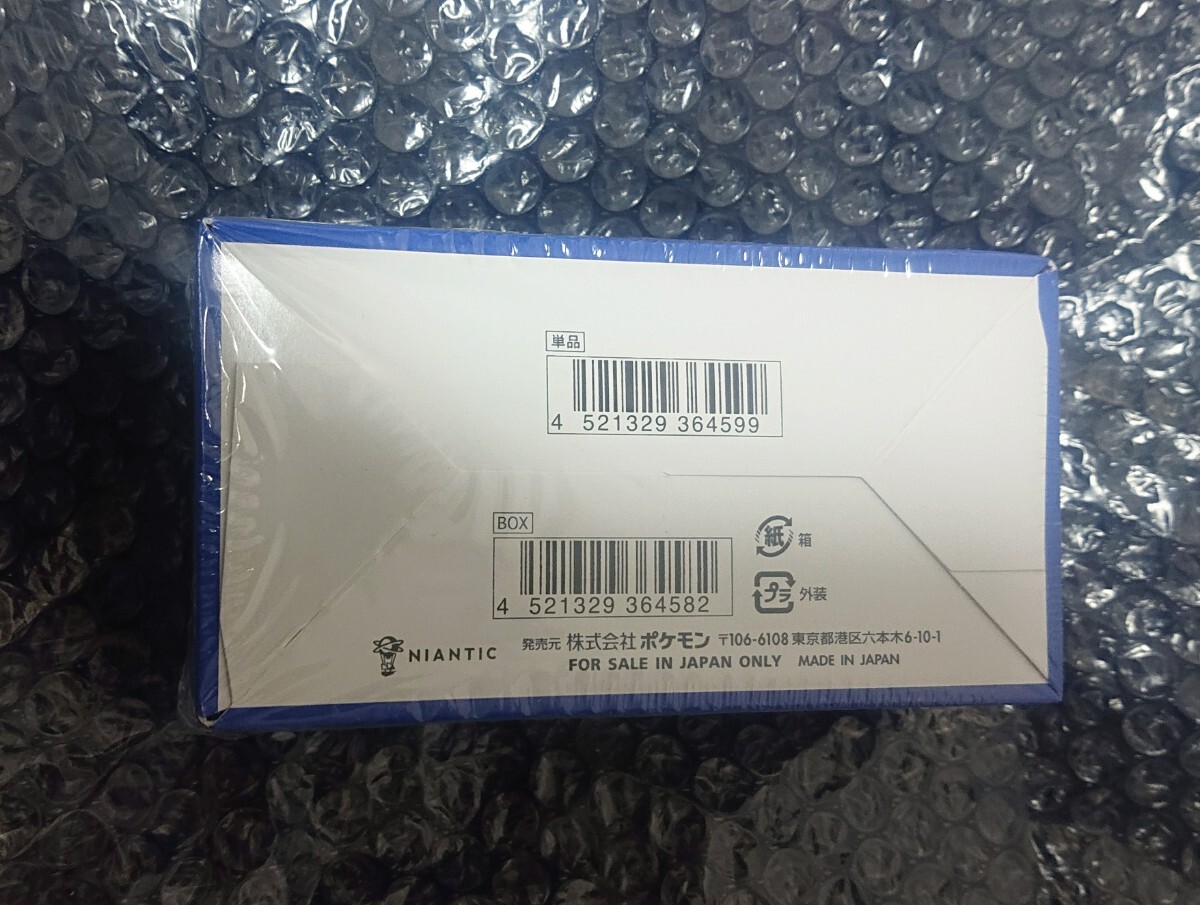 単品
4 521329 364599
BOX
4 521329 364582
紙 箱
プラ 外装
NIANTIC
発売元 株式会社 ポケモン 〒106-6108 東京都港区六本木6-10-1
FOR SALE IN JAPAN ONLY MADE IN JAPAN